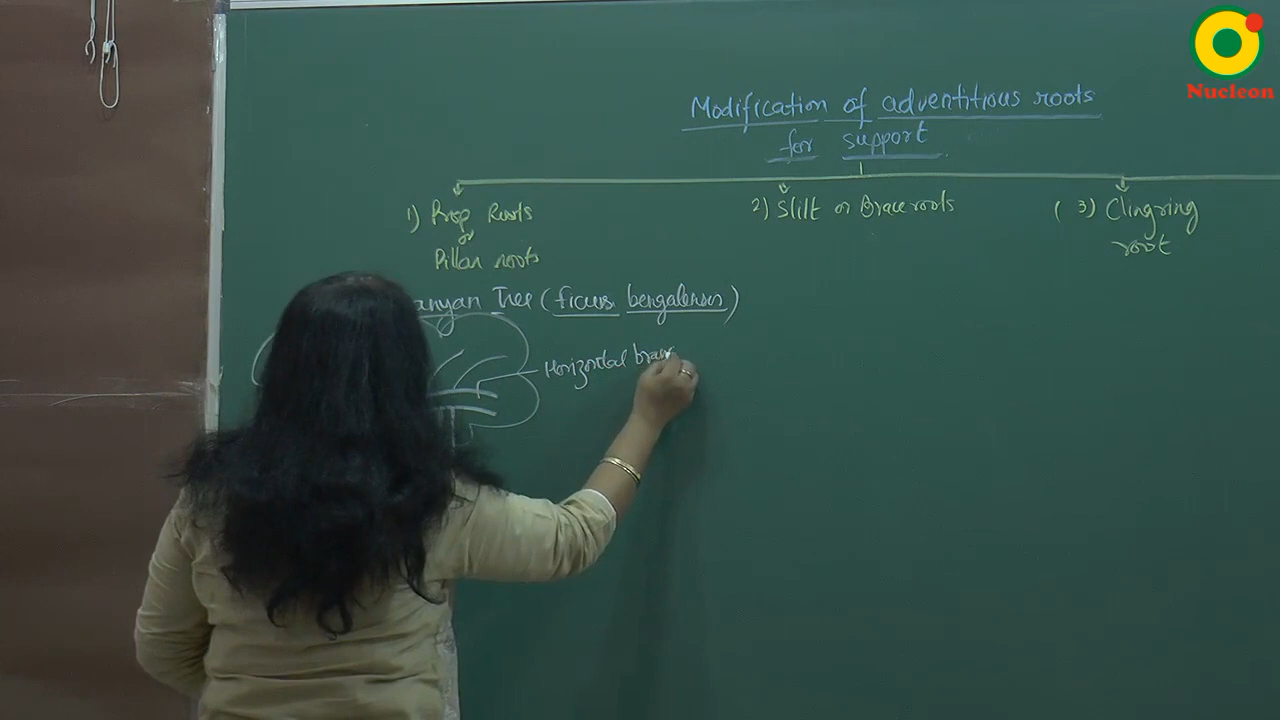 Nucleon
Modification of adventitious roots
for support
1) Prop Roots
or
Pillar roots
2) Stilt or Brace roots
( 3) Clingring
root
anyan Tree (ficus bengalensis)
Horizontal bran